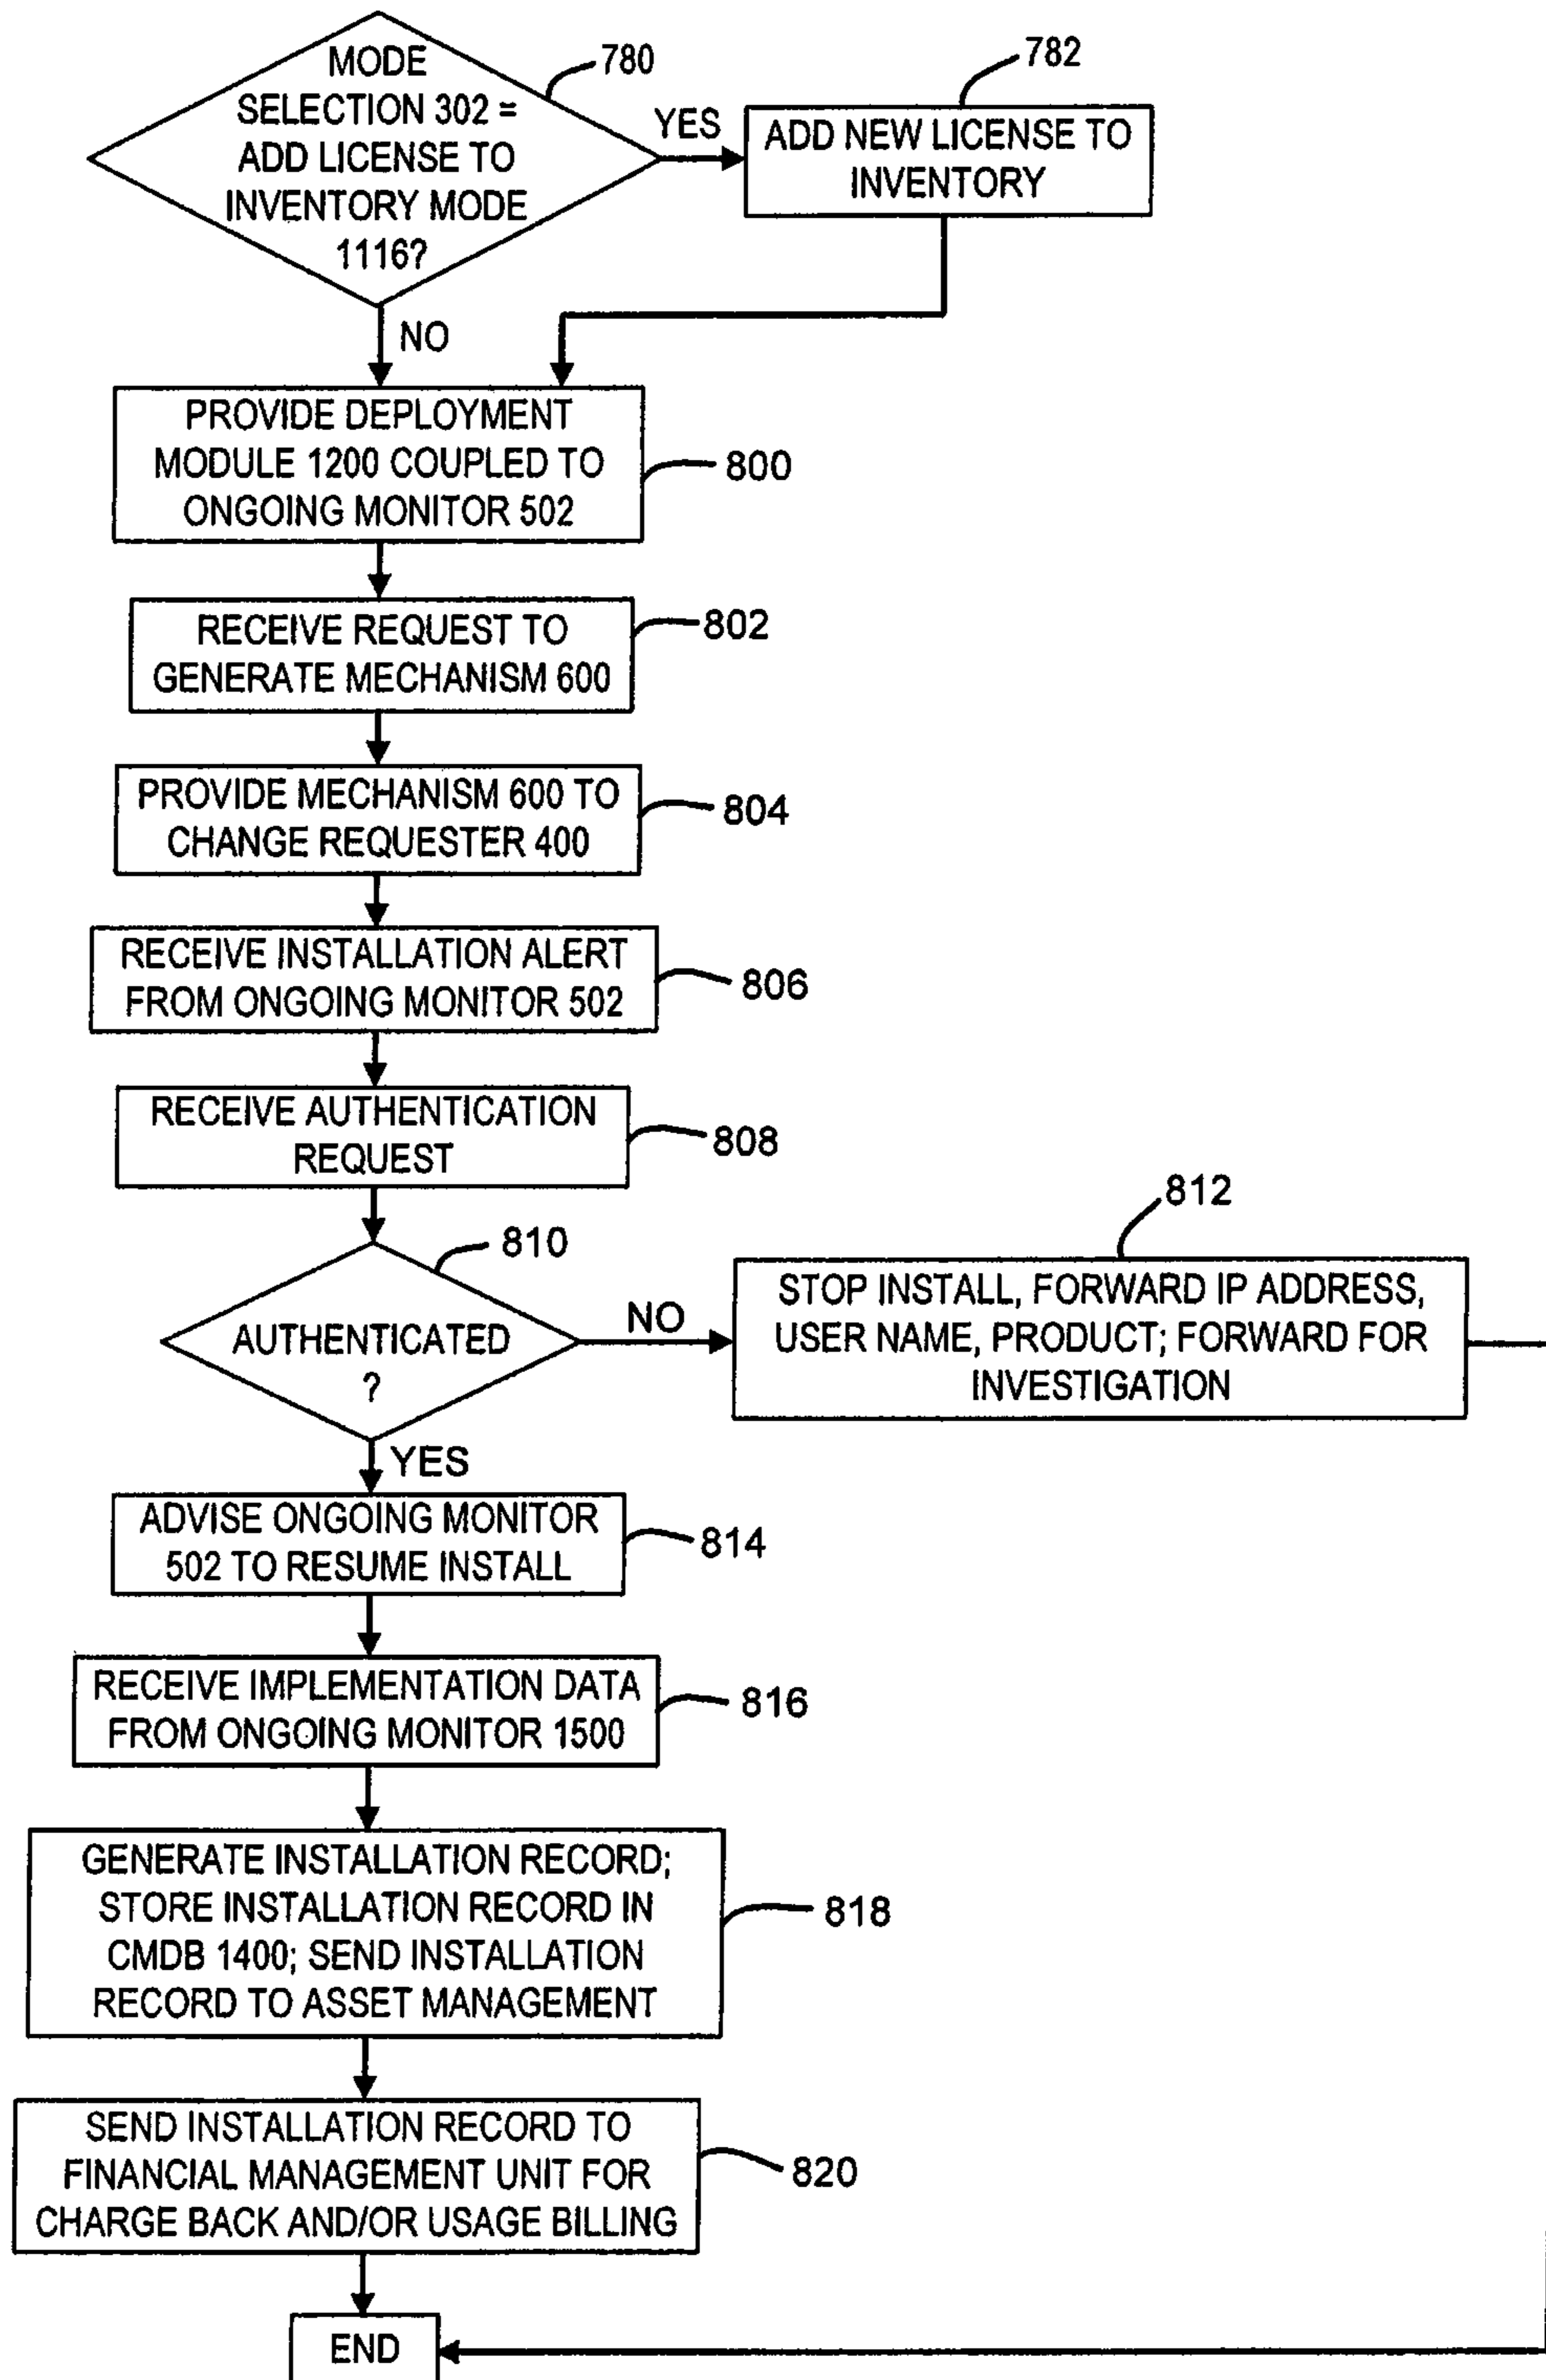 MODE
SELECTION 302 =
ADD LICENSE TO
INVENTORY MODE
1116?
780
YES
782
ADD NEW LICENSE TO
INVENTORY
NO
PROVIDE DEPLOYMENT
MODULE 1200 COUPLED TO
ONGOING MONITOR 502
800
RECEIVE REQUEST TO
GENERATE MECHANISM 600
802
PROVIDE MECHANISM 600 TO
CHANGE REQUESTER 400
804
RECEIVE INSTALLATION ALERT
FROM ONGOING MONITOR 502
806
RECEIVE AUTHENTICATION
REQUEST
808
810
AUTHENTICATED
?
NO
812
STOP INSTALL, FORWARD IP ADDRESS,
USER NAME, PRODUCT; FORWARD FOR
INVESTIGATION
YES
ADVISE ONGOING MONITOR
502 TO RESUME INSTALL
814
RECEIVE IMPLEMENTATION DATA
FROM ONGOING MONITOR 1500
816
GENERATE INSTALLATION RECORD;
STORE INSTALLATION RECORD IN
CMDB 1400; SEND INSTALLATION
RECORD TO ASSET MANAGEMENT
818
SEND INSTALLATION RECORD TO
FINANCIAL MANAGEMENT UNIT FOR
CHARGE BACK AND/OR USAGE BILLING
820
END